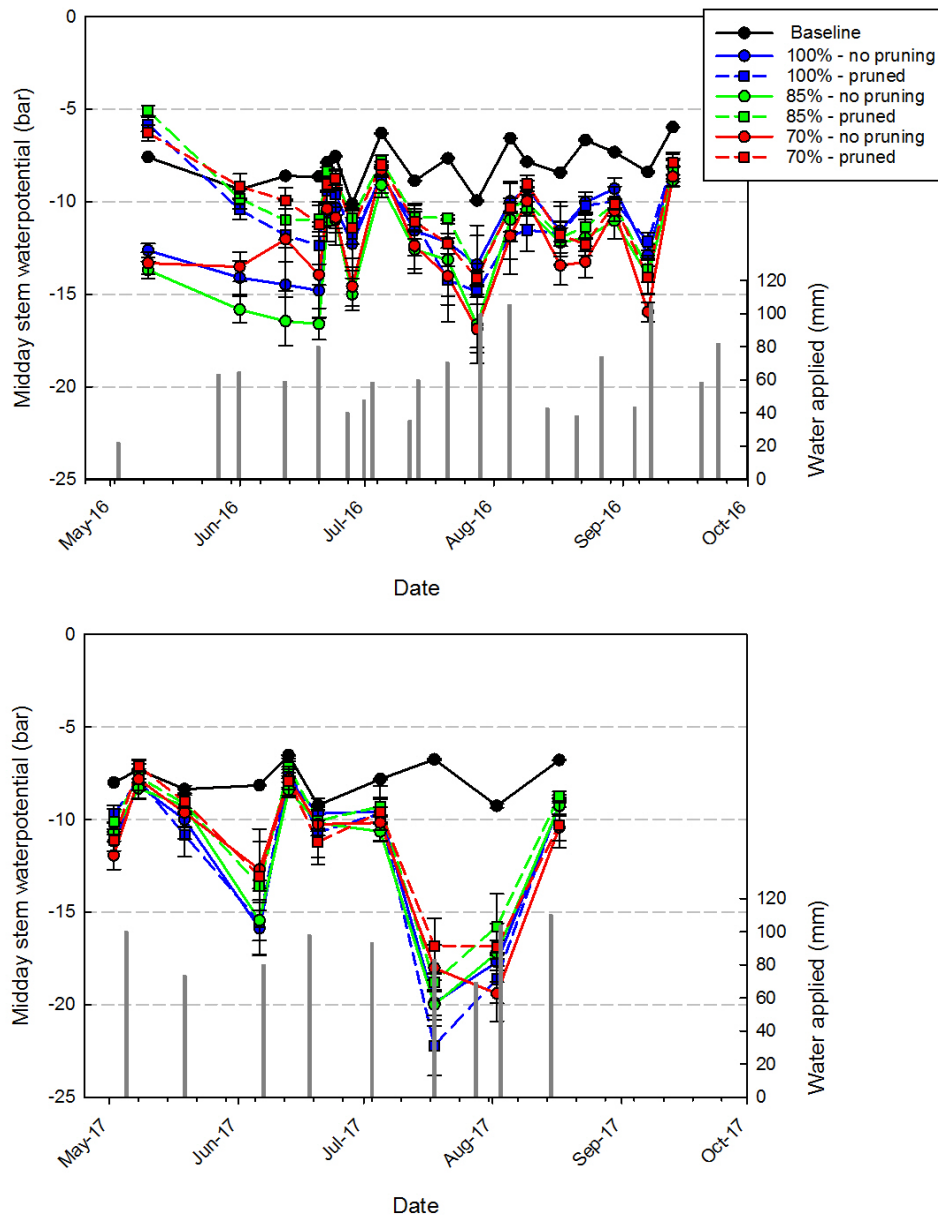 0
-5
-10
-15
-20
-25
Midday stem waterpotential (bar)
Baseline
100% - no pruning
100% - pruned
85% - no pruning
85% - pruned
70% - no pruning
70% - pruned
120
100
80
60
40
20
0
Water applied (mm)
May-16
Jun-16
Jul-16
Aug-16
Sep-16
Oct-16
Date
0
-5
-10
-15
-20
-25
Midday stem waterpotential (bar)
120
100
80
60
40
20
0
Water applied (mm)
May-17
Jun-17
Jul-17
Aug-17
Sep-17
Oct-17
Date